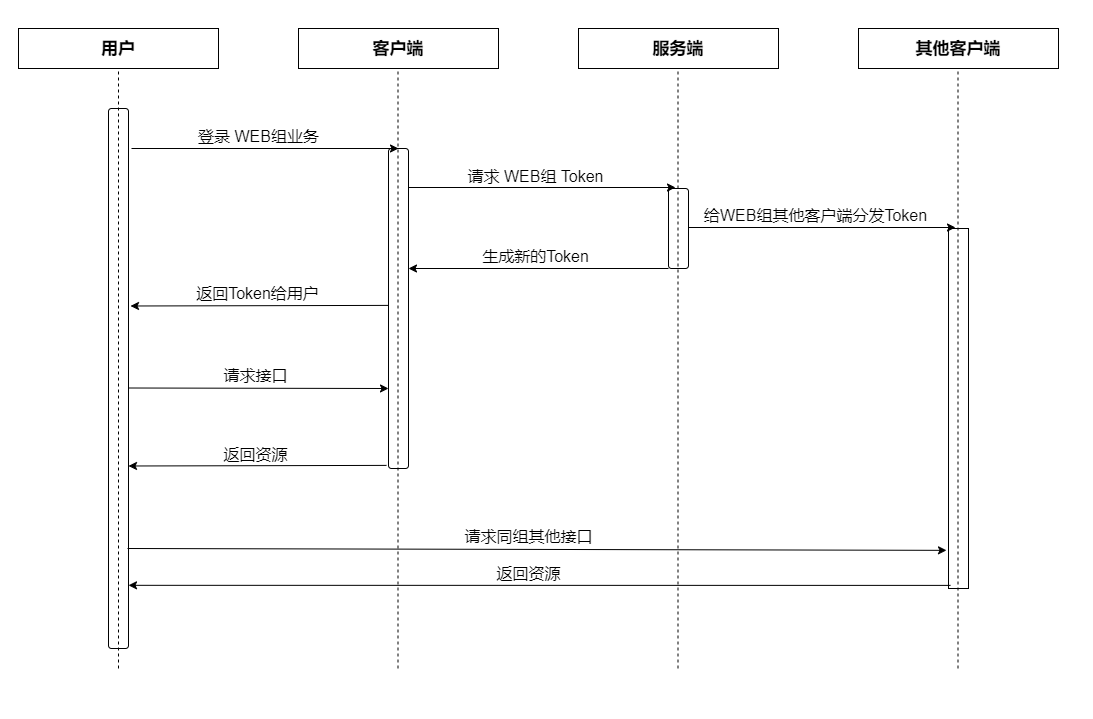 用户
客户端
服务端
其他客户端
登录 WEB组业务
请求 WEB组 Token
给WEB组其他客户端分发Token
生成新的Token
返回Token给用户
请求接口
返回资源
请求同组其他接口
返回资源